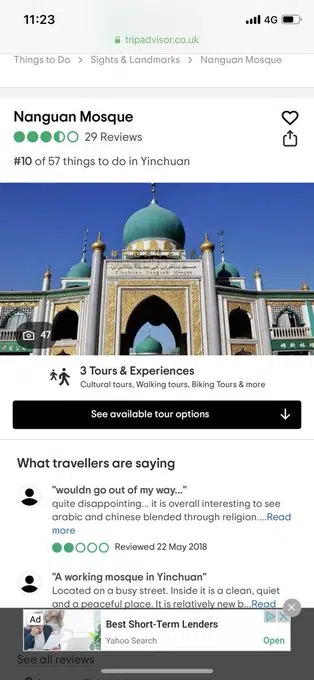 11:23
4G
tripadvisor.co.uk
Things to Do > Sights & Landmarks > Nanguan Mosque
Nanguan Mosque
29 Reviews
#10 of 57 things to do in Yinchuan
47
3 Tours & Experiences
Cultural tours, Walking tours, Biking Tours & more
See available tour options
What travellers are saying
"wouldn go out of my way..."
quite disappointing... it is overall interesting to see
arabic and chinese blended through religion....Read
more
Reviewed 22 May 2018
"A working mosque in Yinchuan"
Located on a busy street. Inside it is a clean, quiet
and a peaceful place. It is relatively new b...Read
Ad
Best Short-Term Lenders
Yahoo Search
Open
See all reviews